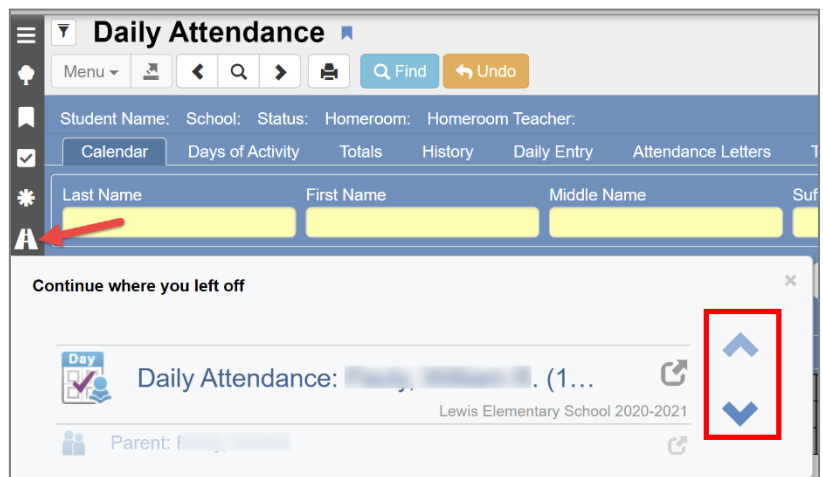 Daily Attendance
Menu
Find
Undo
Student Name: School: Status: Homeroom: Homeroom Teacher:
Calendar Days of Activity Totals History Daily Entry Attendance Letters T
Last Name First Name Middle Name Suf
Continue where you left off
Day
Daily Attendance: (1…
Lewis Elementary School 2020-2021
Parent: